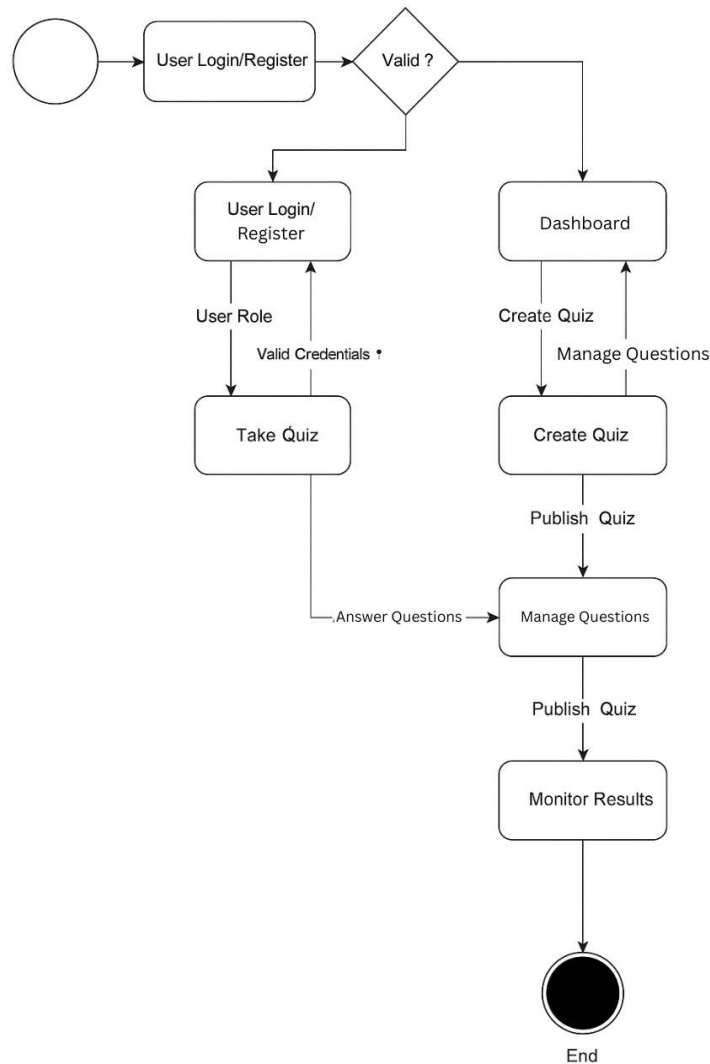 User Login/Register
Valid ?
User Login/
Register
Dashboard
User Role
Create Quiz
Valid Credentials
Manage Questions
Take Quiz
Create Quiz
Publish Quiz
Answer Questions
Manage Questions
Publish Quiz
Monitor Results
End